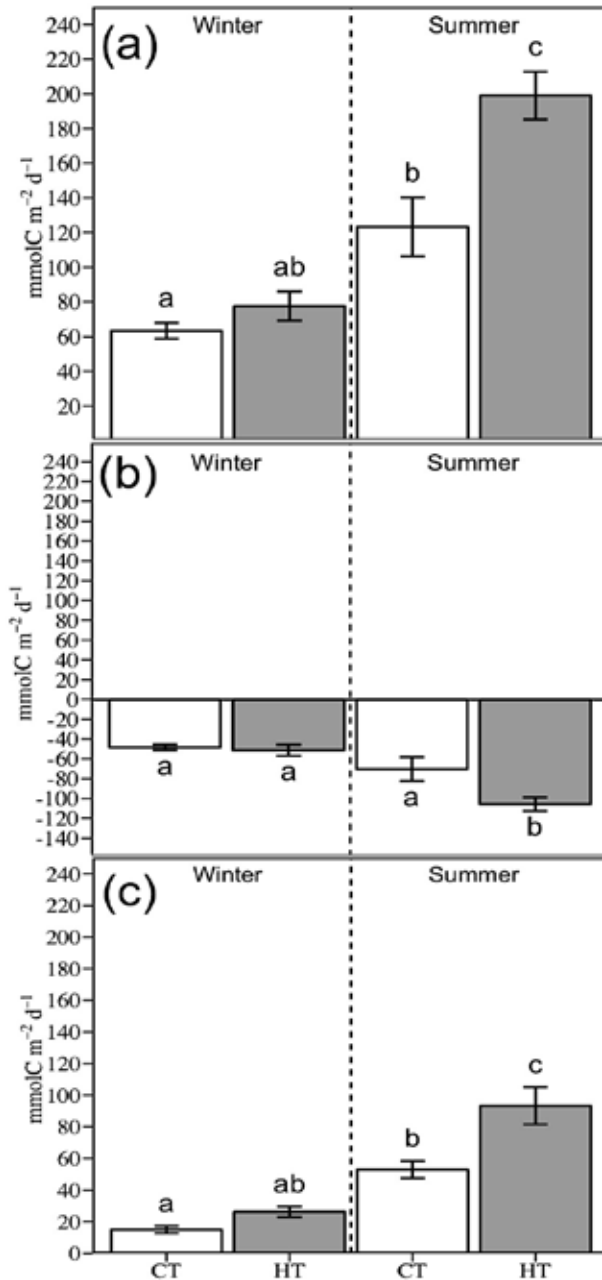 (a)
Winter
Summer
240
220
200
180
160
140
120
100
80
60
40
20
mmolC m⁻² d⁻¹
a
ab
b
c
(b)
Winter
Summer
240
220
200
180
160
140
120
100
80
60
40
20
0
-20
-40
-60
-80
-100
-120
-140
mmolC m⁻² d⁻¹
a
a
a
b
(c)
Winter
Summer
240
220
200
180
160
140
120
100
80
60
40
20
0
mmolC m⁻² d⁻¹
a
ab
b
c
CT HT CT HT